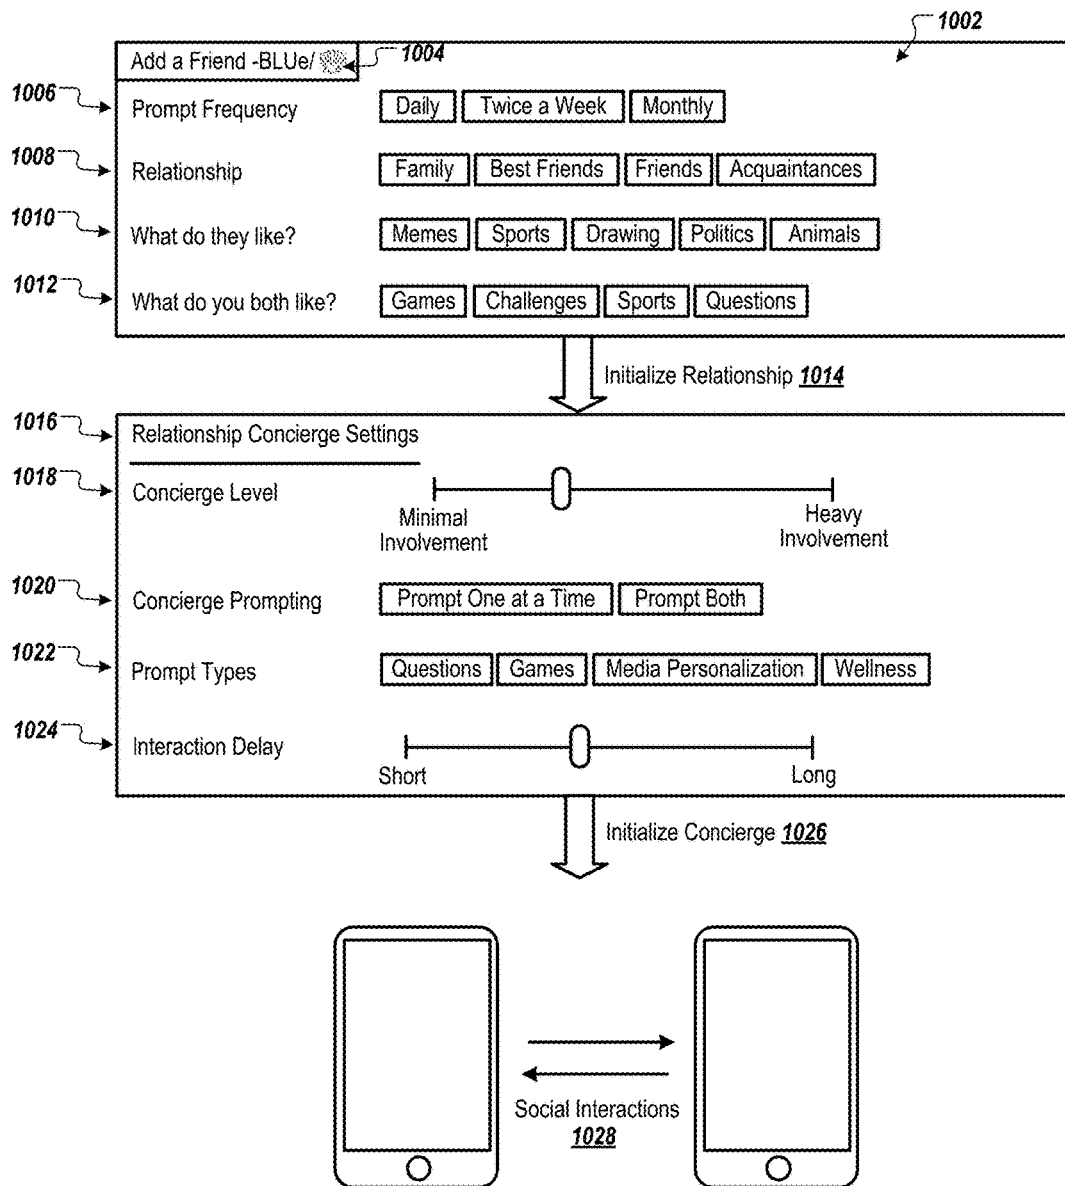 1002
Add a Friend -BLUe/ 1004
1006 Prompt Frequency Daily Twice a Week Monthly
1008 Relationship Family Best Friends Friends Acquaintances
1010 What do they like? Memes Sports Drawing Politics Animals
1012 What do you both like? Games Challenges Sports Questions
Initialize Relationship 1014
1016 Relationship Concierge Settings
1018 Concierge Level
Minimal Involvement
Heavy Involvement
1020 Concierge Prompting Prompt One at a Time Prompt Both
1022 Prompt Types Questions Games Media Personalization Wellness
1024 Interaction Delay
Short Long
Initialize Concierge 1026
Social Interactions
1028